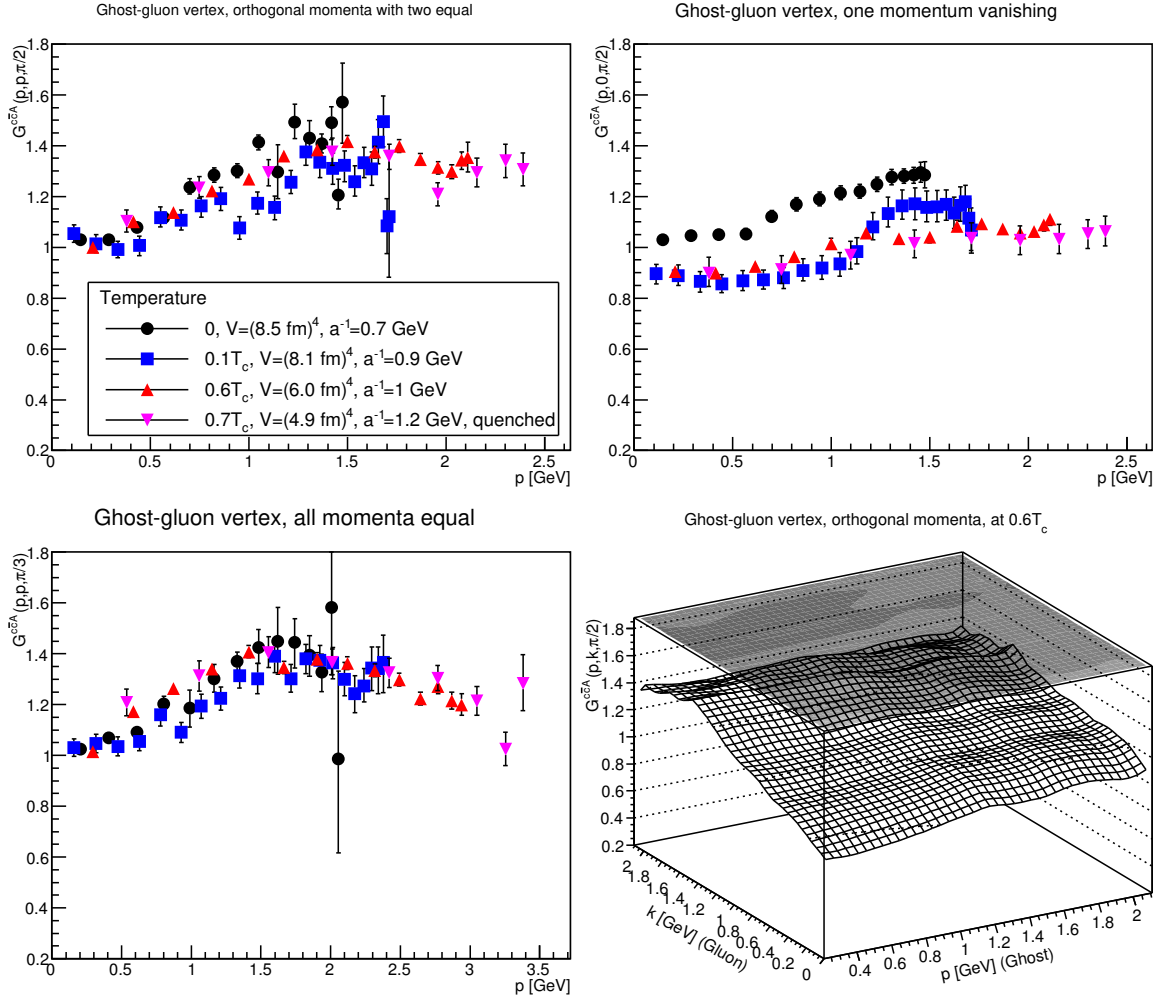 Ghost-gluon vertex, orthogonal momenta with two equal
G^{cc̄A}(p,p,π/2)
1.8
1.6
1.4
1.2
1
0.8
0.6
0.4
0.2
Temperature
0, V=(8.5 fm)^4, a^{-1}=0.7 GeV
0.1T_c, V=(8.1 fm)^4, a^{-1}=0.9 GeV
0.6T_c, V=(6.0 fm)^4, a^{-1}=1 GeV
0.7T_c, V=(4.9 fm)^4, a^{-1}=1.2 GeV, quenched
0 0.5 1 1.5 2 2.5
p [GeV]
Ghost-gluon vertex, one momentum vanishing
G^{cc̄A}(p,0,π/2)
1.8
1.6
1.4
1.2
1
0.8
0.6
0.4
0.2
0 0.5 1 1.5 2 2.5
p [GeV]
Ghost-gluon vertex, all momenta equal
G^{cc̄A}(p,p,π/3)
1.8
1.6
1.4
1.2
1
0.8
0.6
0.4
0.2
0 0.5 1 1.5 2 2.5 3 3.5
p [GeV]
Ghost-gluon vertex, orthogonal momenta, at 0.6T_c
G^{cc̄A}(p,k,π/2)
1.8
1.6
1.4
1.2
1
0.8
0.6
0.4
0.2
2 1.8 1.6 1.4 1.2 1 0.8 0.6 0.4 0.2 0
k [GeV] (Gluon)
0.4 0.6 0.8 1 1.2 1.4 1.6 1.8 2
p [GeV] (Ghost)